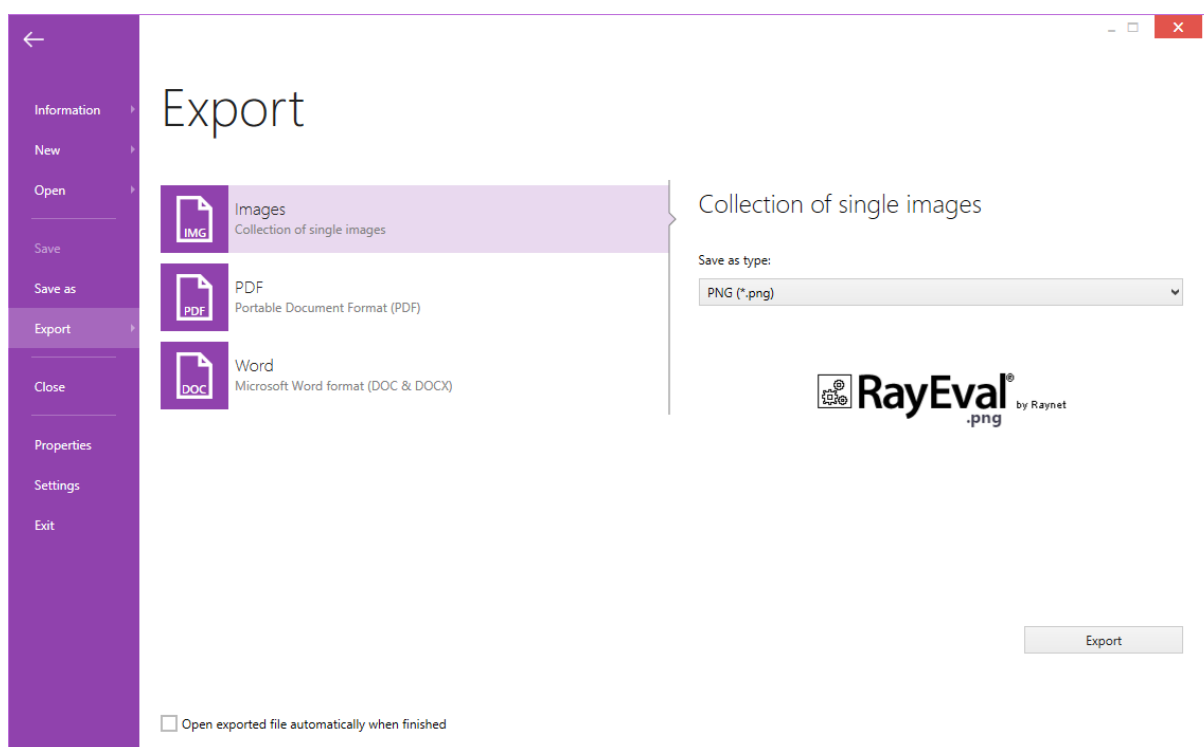 Information
New
Open
Save
Save as
Export
Close
Properties
Settings
Exit
Export
IMG
Images
Collection of single images
PDF
PDF
Portable Document Format (PDF)
DOC
Word
Microsoft Word format (DOC & DOCX)
Collection of single images
Save as type:
PNG (*.png)
RayEval® by Raynet
.png
Export
Open exported file automatically when finished